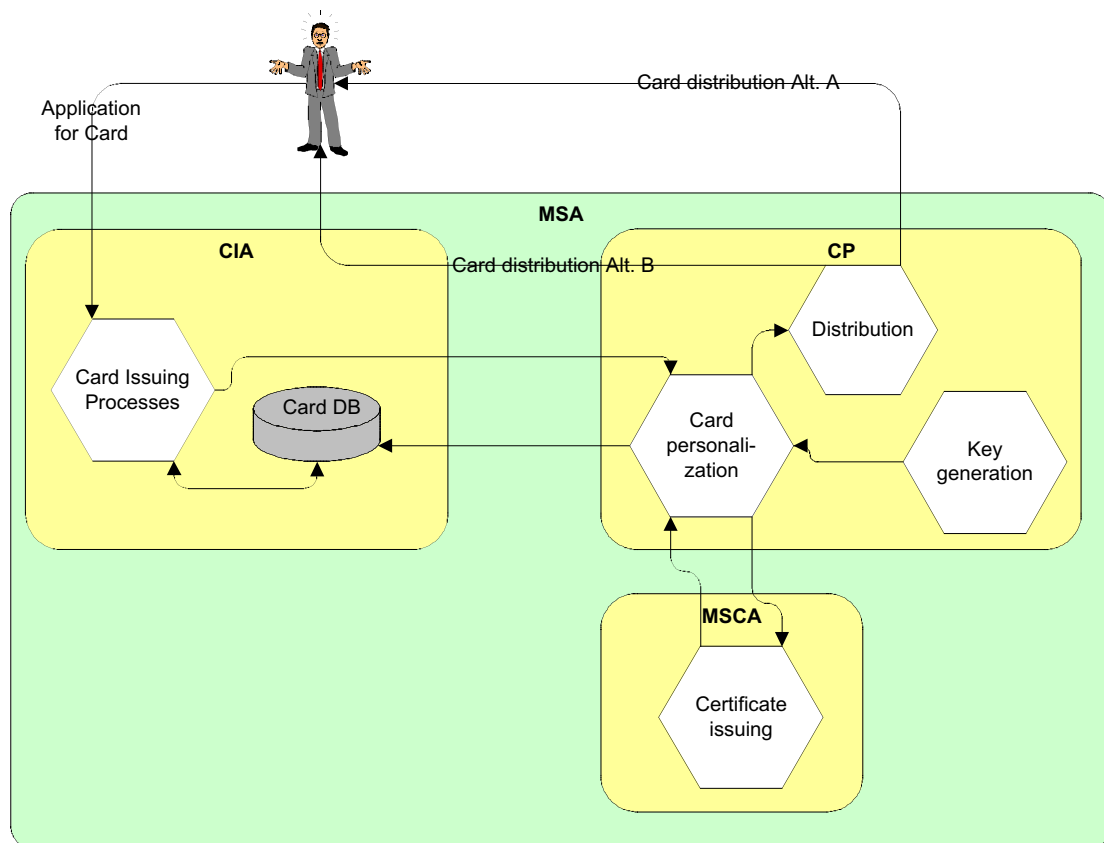 Card distribution Alt. A
Application
for Card
MSA
CIA
CP
Card distribution Alt. B
Distribution
Card Issuing
Processes
Card DB
Card
personali-
zation
Key
generation
MSCA
Certificate
issuing